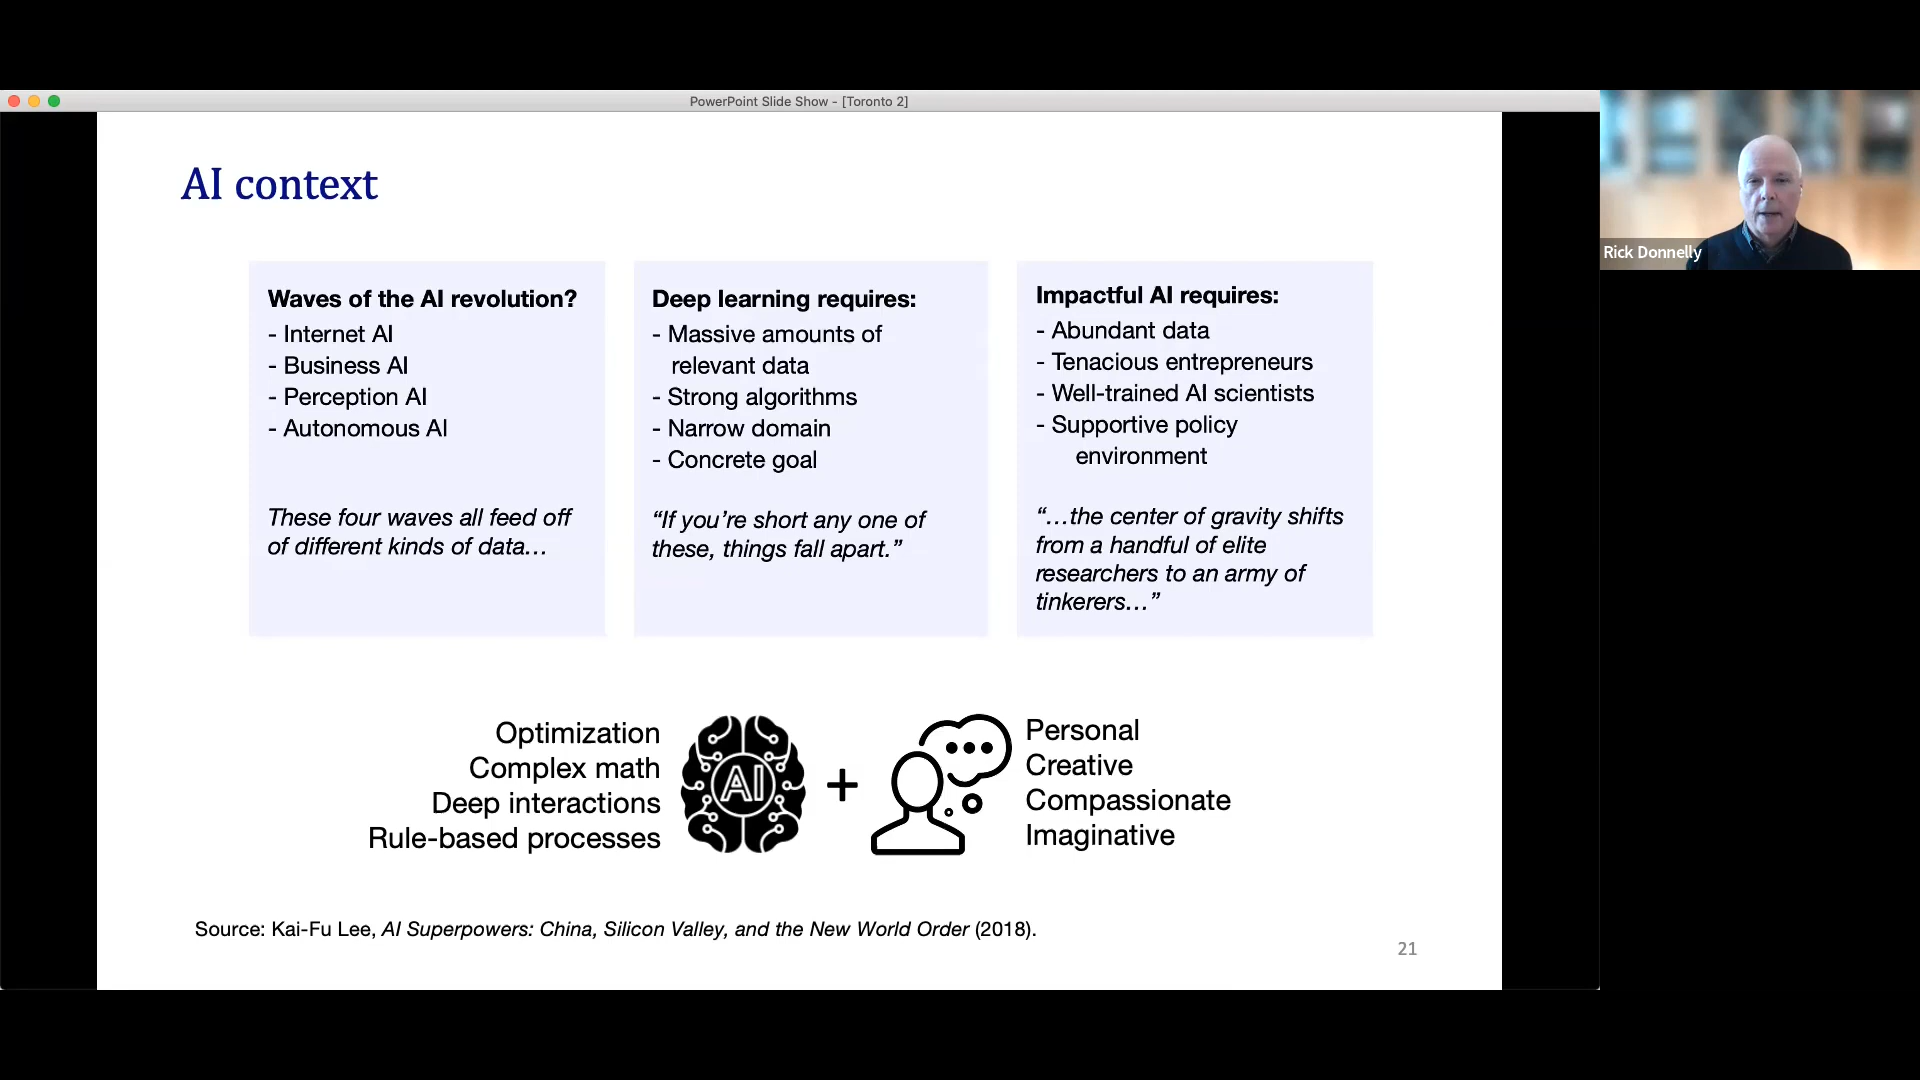 PowerPoint Slide Show - [Toronto 2]
AI context
Waves of the AI revolution?
- Internet AI
- Business AI
- Perception AI
- Autonomous AI
These four waves all feed off
of different kinds of data…
Deep learning requires:
- Massive amounts of
relevant data
- Strong algorithms
- Narrow domain
- Concrete goal
“If you’re short any one of
these, things fall apart.”
Impactful AI requires:
- Abundant data
- Tenacious entrepreneurs
- Well-trained AI scientists
- Supportive policy
environment
“…the center of gravity shifts
from a handful of elite
researchers to an army of
tinkerers…”
Optimization
Complex math
Deep interactions
Rule-based processes
AI
+
Personal
Creative
Compassionate
Imaginative
Source: Kai-Fu Lee, AI Superpowers: China, Silicon Valley, and the New World Order (2018).
21
Rick Donnelly